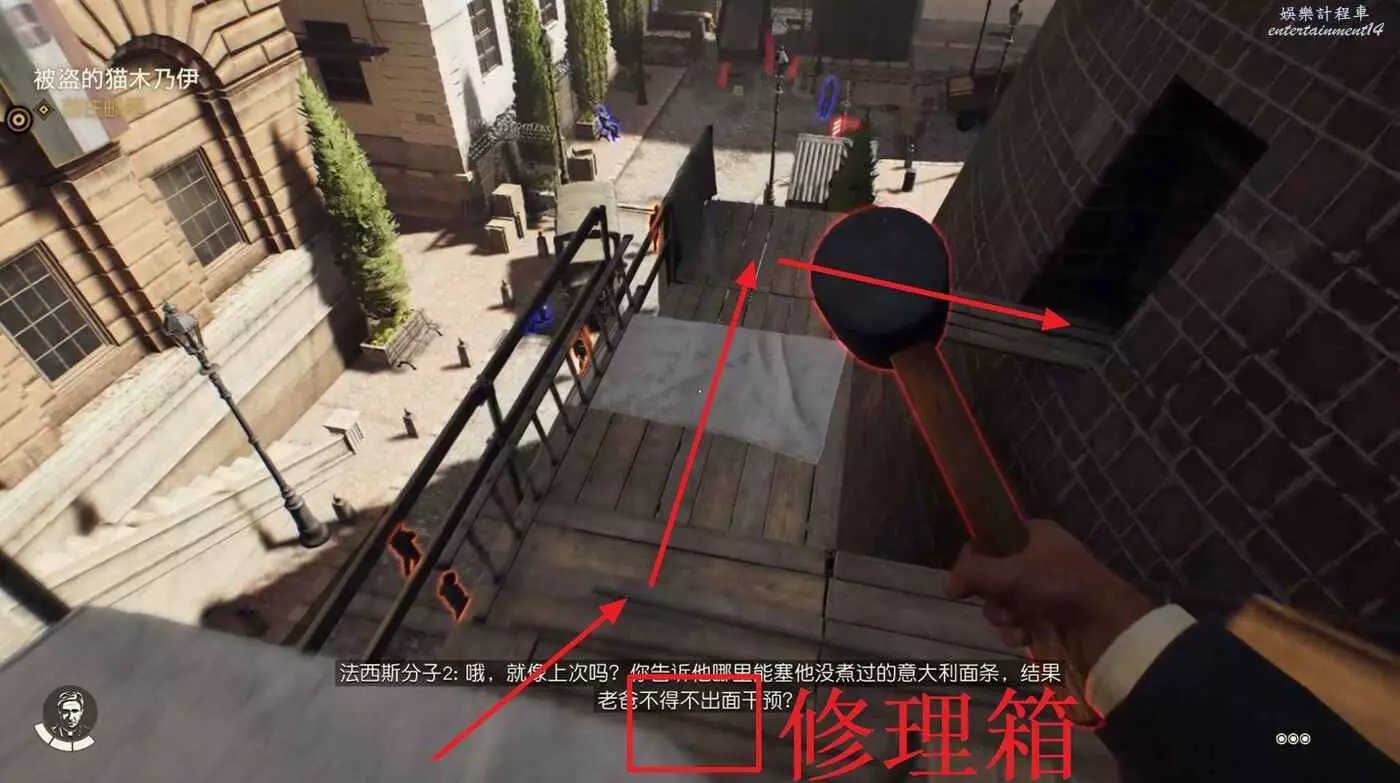 娛樂計程車
entertainment14
被盗的猫木乃伊
法西斯分子2: 哦，就像上次吗？你告诉他哪里能塞他没煮过的意大利面条，结果
老爸不得不出面干预？
修理箱